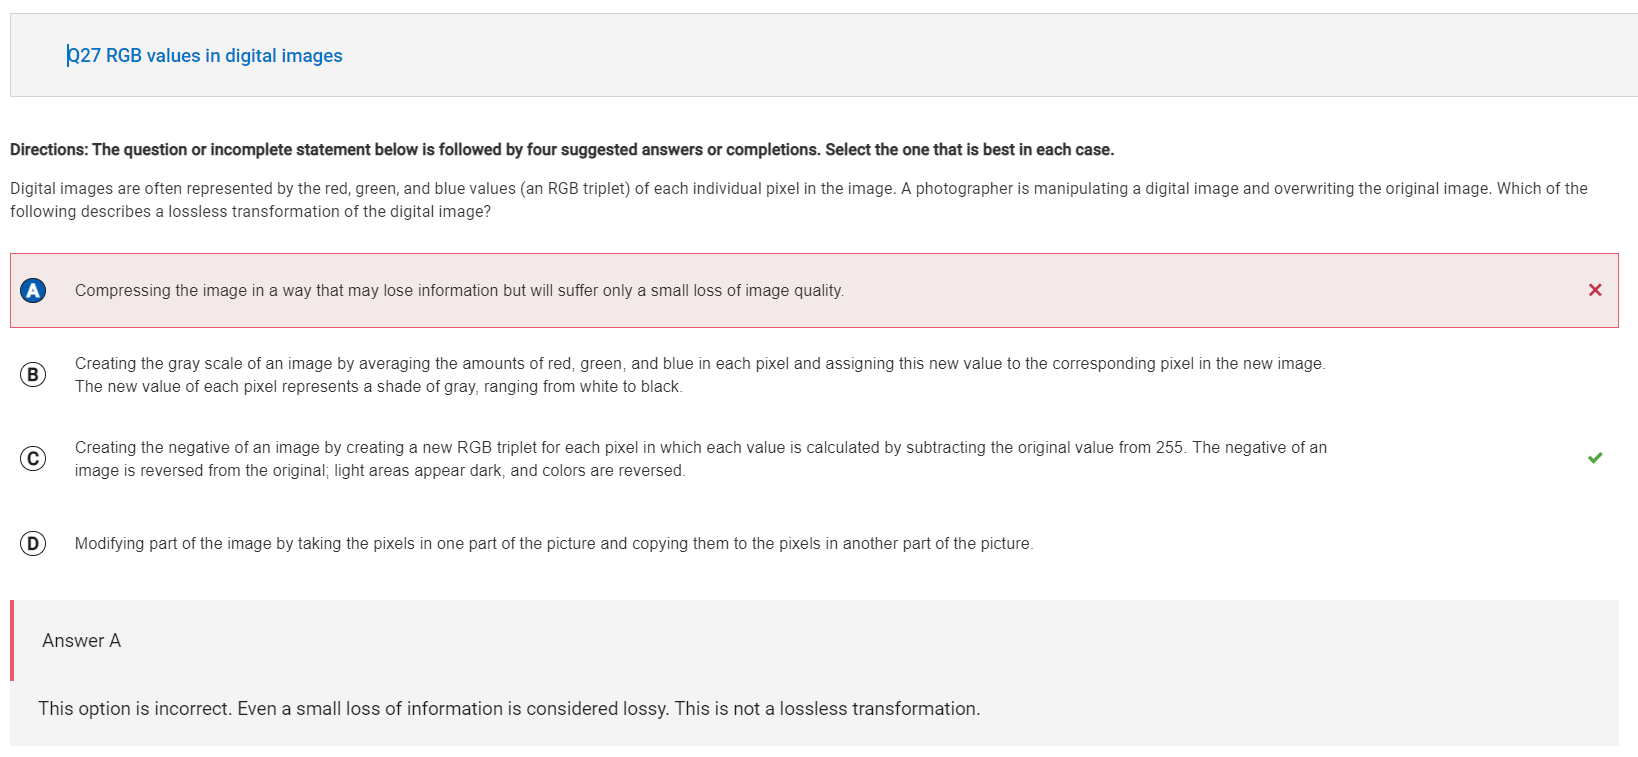 Q27 RGB values in digital images
Directions: The question or incomplete statement below is followed by four suggested answers or completions. Select the one that is best in each case.
Digital images are often represented by the red, green, and blue values (an RGB triplet) of each individual pixel in the image. A photographer is manipulating a digital image and overwriting the original image. Which of the
following describes a lossless transformation of the digital image?
A Compressing the image in a way that may lose information but will suffer only a small loss of image quality.
B Creating the gray scale of an image by averaging the amounts of red, green, and blue in each pixel and assigning this new value to the corresponding pixel in the new image.
The new value of each pixel represents a shade of gray, ranging from white to black.
C Creating the negative of an image by creating a new RGB triplet for each pixel in which each value is calculated by subtracting the original value from 255. The negative of an
image is reversed from the original; light areas appear dark, and colors are reversed.
D Modifying part of the image by taking the pixels in one part of the picture and copying them to the pixels in another part of the picture.
Answer A
This option is incorrect. Even a small loss of information is considered lossy. This is not a lossless transformation.